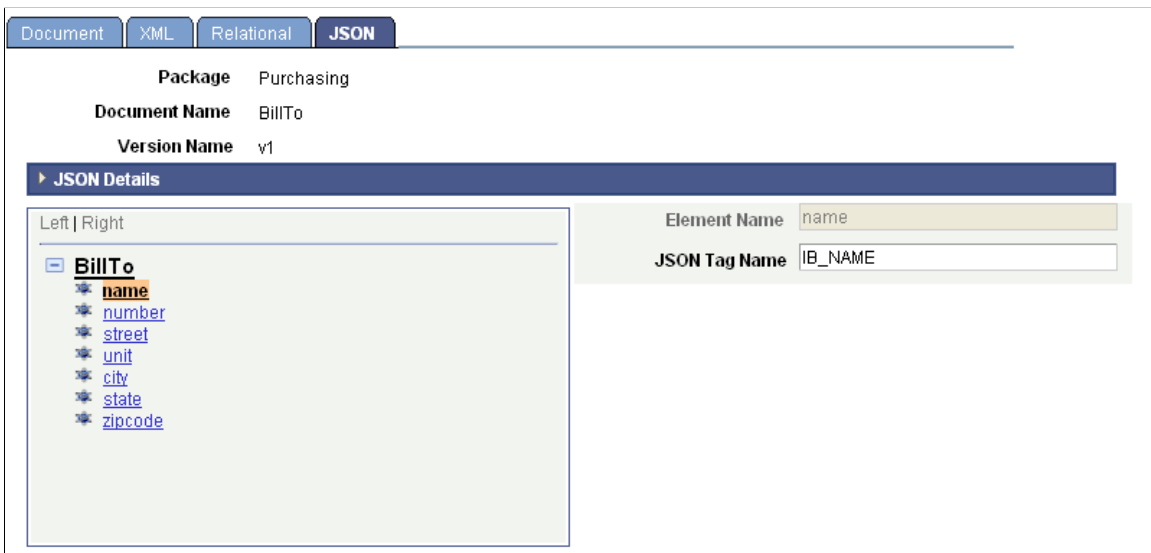 Document XML Relational JSON
Package Purchasing
Document Name BillTo
Version Name v1
JSON Details
Left | Right
BillTo
name
number
street
unit
city
state
zipcode
Element Name name
JSON Tag Name IB_NAME